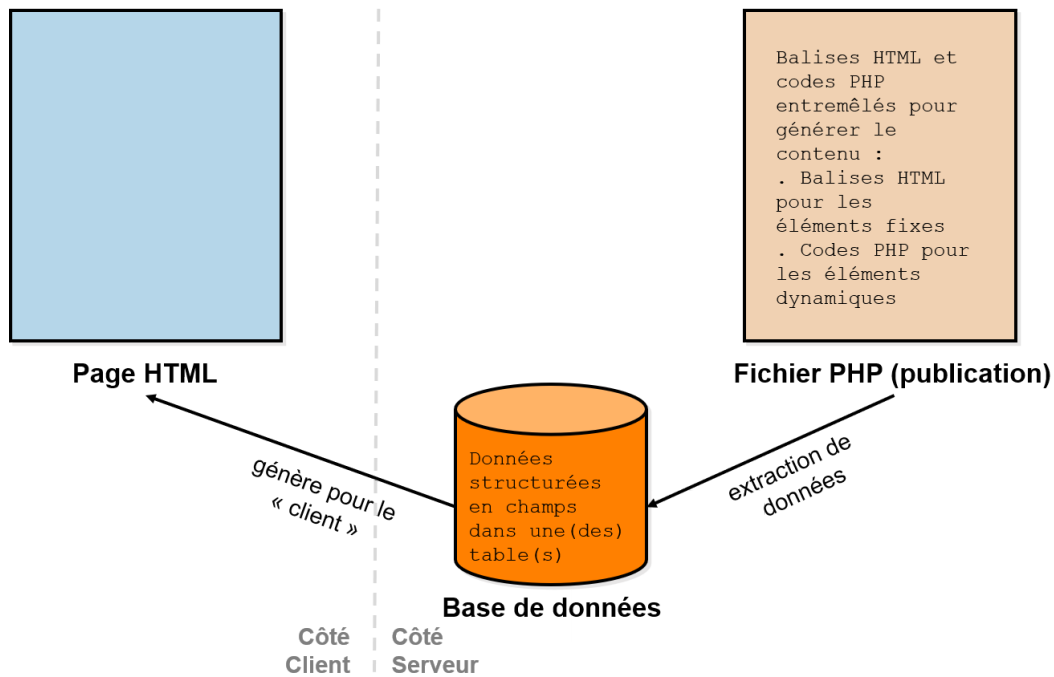 Balises HTML et
codes PHP
entremêlés pour
générer le
contenu :
. Balises HTML
pour les
éléments fixes
. Codes PHP pour
les éléments
dynamiques
Page HTML
Fichier PHP (publication)
génère pour le
« client »
Données
structurées
en champs
dans une(des)
table(s)
extraction de
données
Base de données
Côté
Client
Côté
Serveur